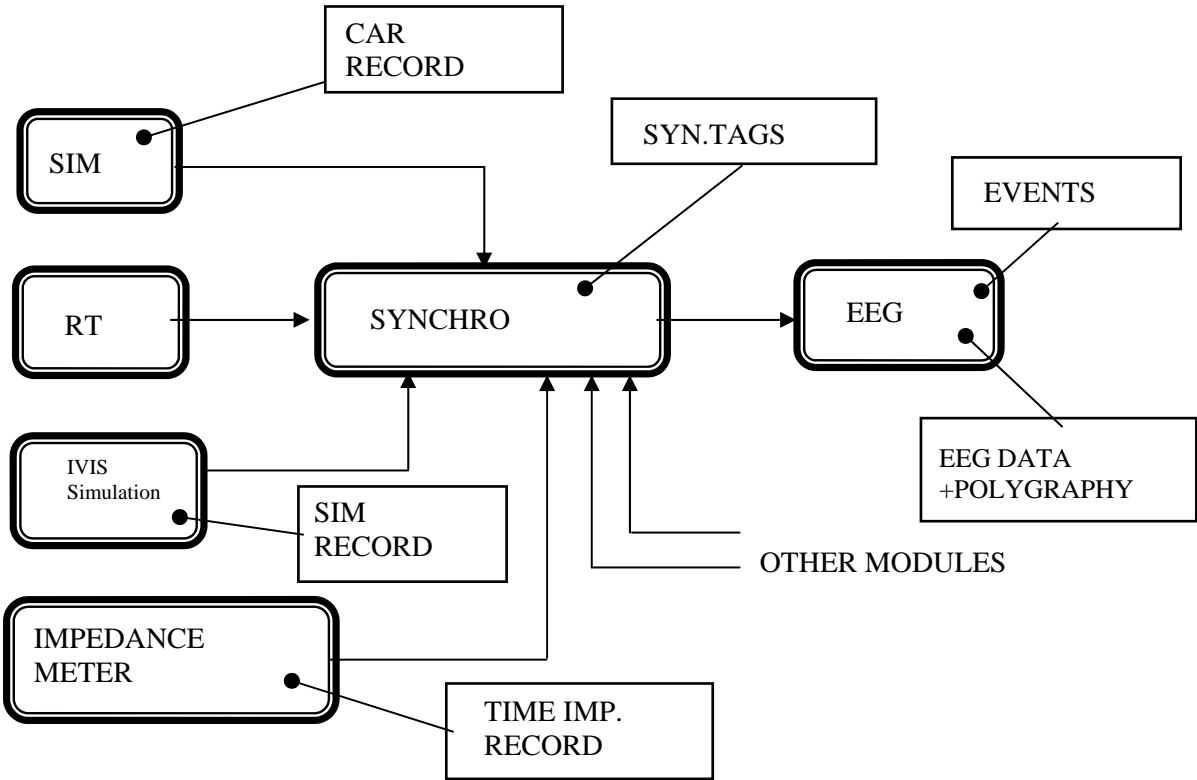 CAR
RECORD
SIM
SYN.TAGS
EVENTS
RT
SYNCHRO
EEG
IVIS
Simulation
SIM
RECORD
EEG DATA
+POLYGRAPHY
OTHER MODULES
IMPEDANCE
METER
TIME IMP.
RECORD